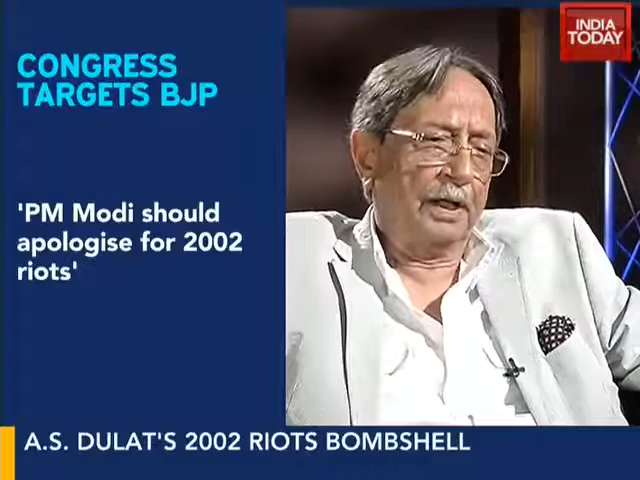 INDIA
TODAY
CONGRESS
TARGETS BJP
'PM Modi should
apologise for 2002
riots'
A.S. DULAT'S 2002 RIOTS BOMBSHELL